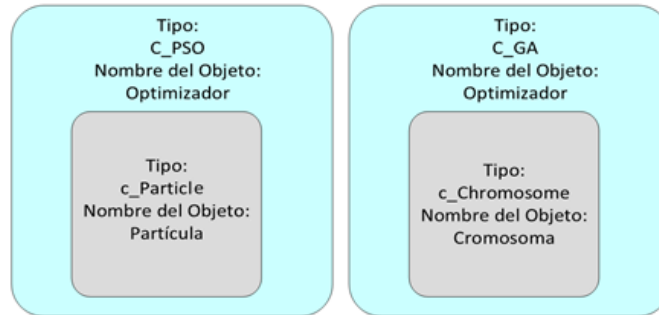 Tipo:
C_PSO
Nombre del Objeto:
Optimizador
Tipo:
c_Particle
Nombre del Objeto:
Partícula
Tipo:
C_GA
Nombre del Objeto:
Optimizador
Tipo:
c_Chromosome
Nombre del Objeto:
Cromosoma